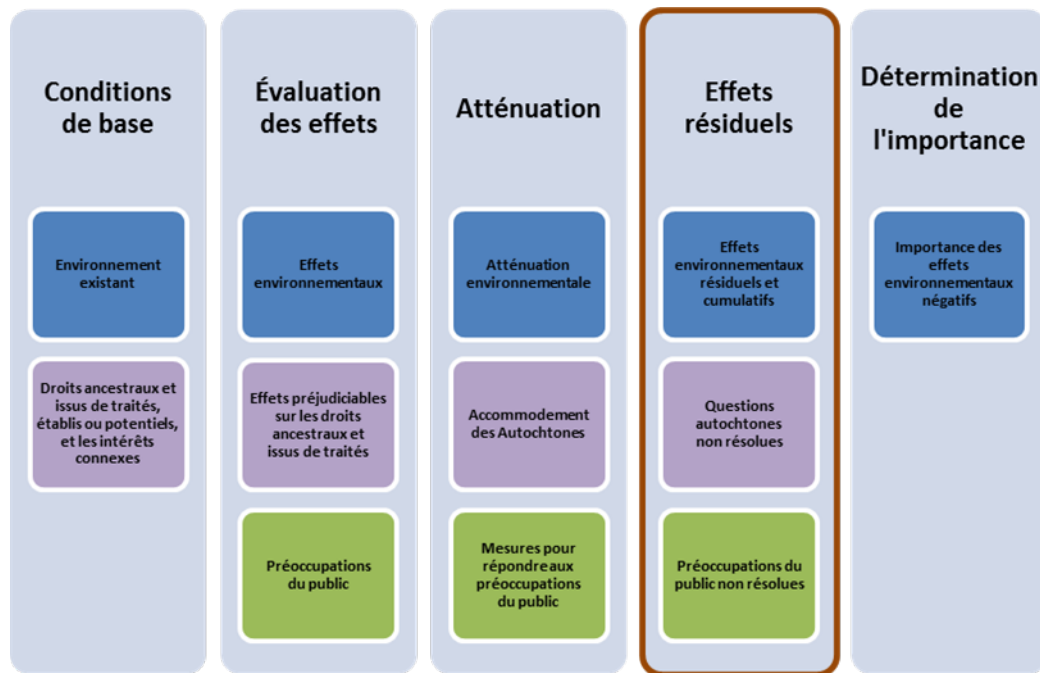 Conditions
de base
Environnement
existant
Droits ancestraux et
issus de traités,
établis ou potentiels,
et les intérêts
connexes
Évaluation
des effets
Effets
environnementaux
Effets préjudiciables
sur les droits
ancestraux et
issus de traités
Préoccupations
du public
Atténuation
Atténuation
environnementale
Accommodement
des Autochtones
Mesures pour
répondre aux
préoccupations
du public
Effets
résiduels
Effets
environnementaux
résiduels et
cumulatifs
Questions
autochtones
non résolues
Préoccupations du
public non résolues
Détermination
de
l'importance
Importance des
effets
environnementaux
négatifs